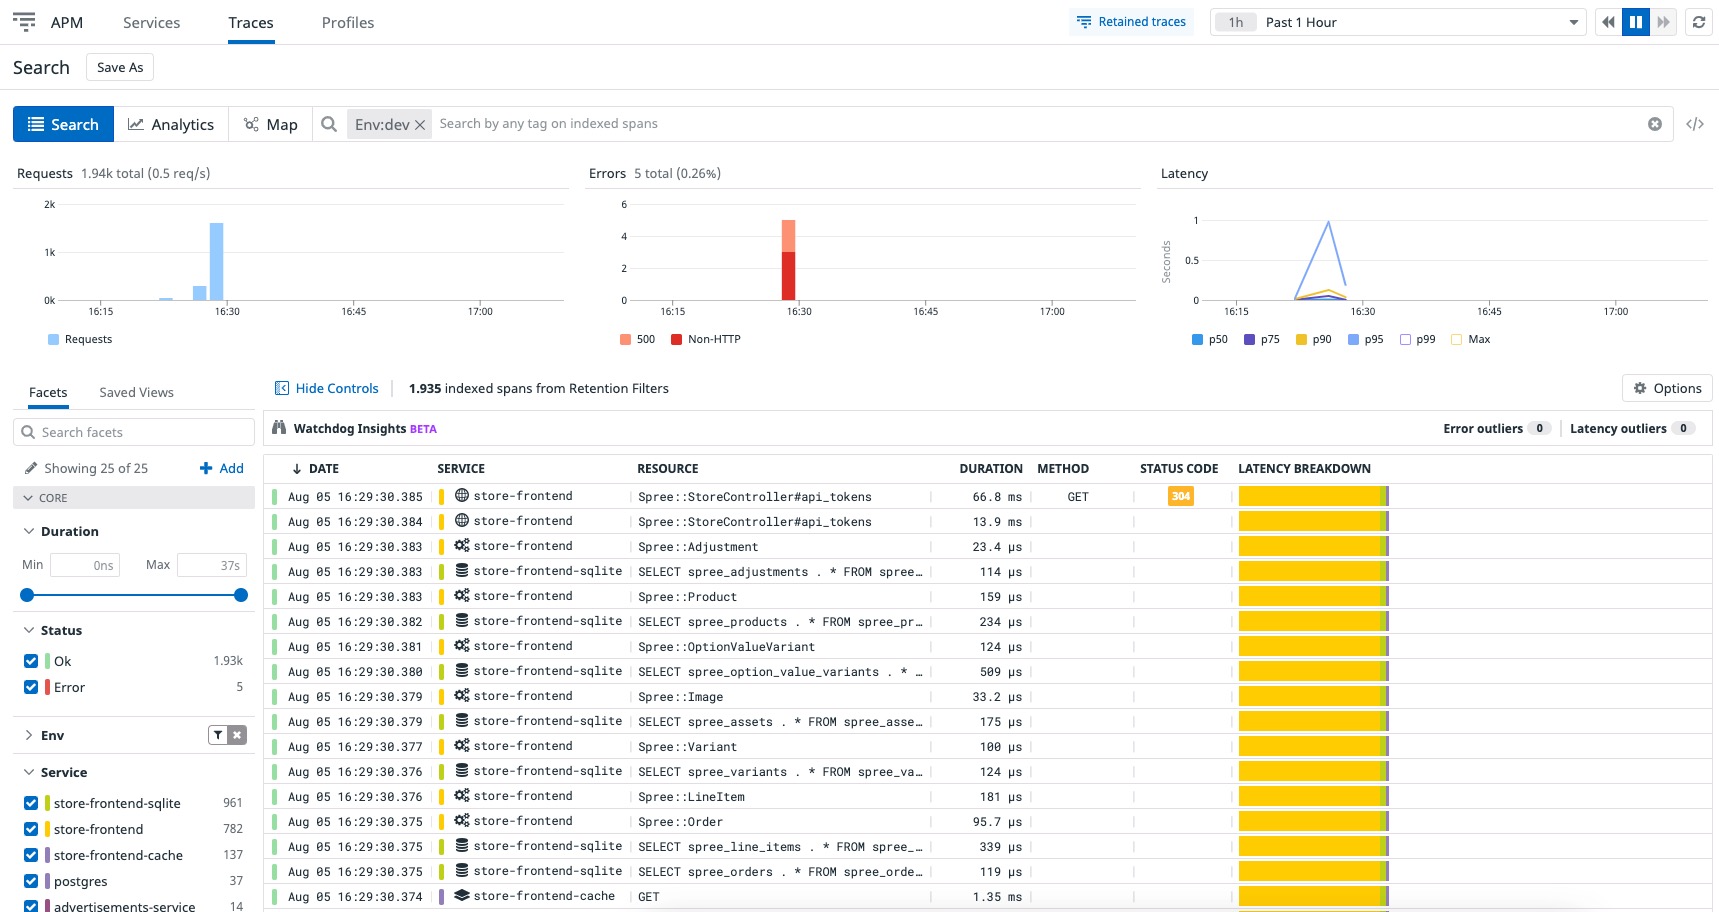 APM Services Traces Profiles Retained traces 1h Past 1 Hour
Search Save As
Search Analytics Map Env:dev Search by any tag on indexed spans </>
Requests 1.94k total (0.5 req/s)
2k
1k
0k
16:15 16:30 16:45 17:00
Requests
Errors 5 total (0.26%)
6
4
2
0
16:15 16:30 16:45 17:00
500 Non-HTTP
Latency
Seconds
1
0.5
0
16:15 16:30 16:45 17:00
p50 p75 p90 p95 p99 Max
Facets Saved Views
Search facets
Showing 25 of 25 Add
CORE
Duration
Min 0ns Max 37s
Status
Ok 1.93k
Error 5
Env
Service
store-frontend-sqlite 961
store-frontend 782
store-frontend-cache 137
postgres 37
advertisements-service 14
Hide Controls 1.935 indexed spans from Retention Filters Options
Watchdog Insights BETA Error outliers 0 Latency outliers 0
DATE SERVICE RESOURCE DURATION METHOD STATUS CODE LATENCY BREAKDOWN
Aug 05 16:29:30.385 store-frontend Spree::StoreController#api_tokens 66.8 ms GET 304
Aug 05 16:29:30.384 store-frontend Spree::StoreController#api_tokens 13.9 ms
Aug 05 16:29:30.383 store-frontend Spree::Adjustment 23.4 µs
Aug 05 16:29:30.383 store-frontend-sqlite SELECT spree_adjustments . * FROM spree… 114 µs
Aug 05 16:29:30.383 store-frontend Spree::Product 159 µs
Aug 05 16:29:30.382 store-frontend-sqlite SELECT spree_products . * FROM spree_pr… 234 µs
Aug 05 16:29:30.381 store-frontend Spree::OptionValueVariant 124 µs
Aug 05 16:29:30.380 store-frontend-sqlite SELECT spree_option_value_variants . * … 509 µs
Aug 05 16:29:30.379 store-frontend Spree::Image 33.2 µs
Aug 05 16:29:30.379 store-frontend-sqlite SELECT spree_assets . * FROM spree_asse… 175 µs
Aug 05 16:29:30.377 store-frontend Spree::Variant 100 µs
Aug 05 16:29:30.376 store-frontend-sqlite SELECT spree_variants . * FROM spree_va… 124 µs
Aug 05 16:29:30.376 store-frontend Spree::LineItem 181 µs
Aug 05 16:29:30.375 store-frontend Spree::Order 95.7 µs
Aug 05 16:29:30.375 store-frontend-sqlite SELECT spree_line_items . * FROM spree_… 339 µs
Aug 05 16:29:30.375 store-frontend-sqlite SELECT spree_orders . * FROM spree_orde… 119 µs
Aug 05 16:29:30.374 store-frontend-cache GET 1.35 ms